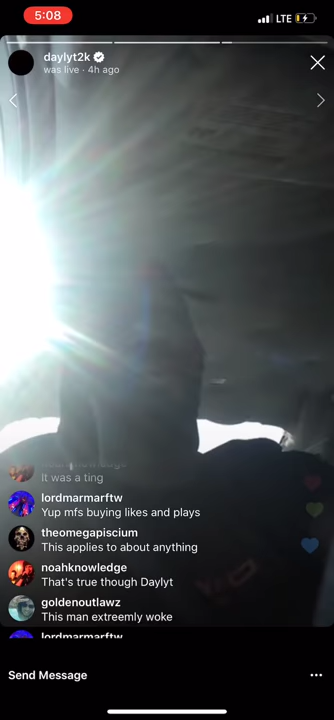 5:08
LTE
daylyt2k
was live · 4h ago
It was a ting
lordmarmarftw
Yup mfs buying likes and plays
theomegapiscium
This applies to about anything
noahknowledge
That's true though Daylyt
goldenoutlawz
This man extreemly woke
lordmarmarftw
Send Message